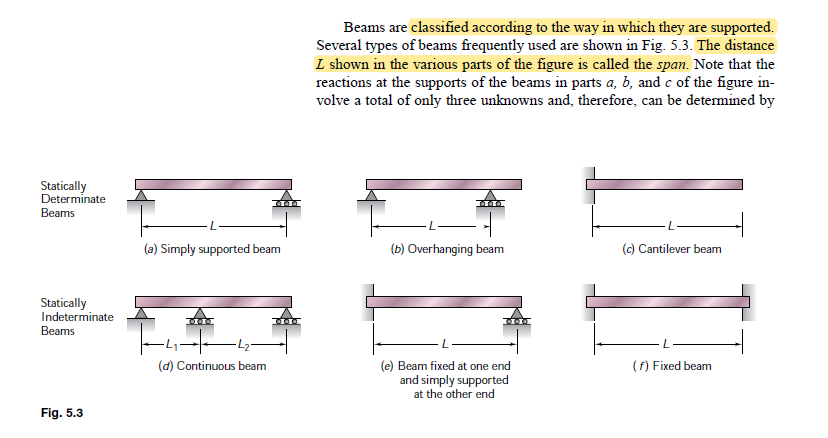 Beams are classified according to the way in which they are supported.
Several types of beams frequently used are shown in Fig. 5.3. The distance
L shown in the various parts of the figure is called the span. Note that the
reactions at the supports of the beams in parts a, b, and c of the figure in-
volve a total of only three unknowns and, therefore, can be determined by
Statically
Determinate
Beams
L
L
L
(a) Simply supported beam
(b) Overhanging beam
(c) Cantilever beam
Statically
Indeterminate
Beams
L1
L2
L
L
(d) Continuous beam
(e) Beam fixed at one end
and simply supported
at the other end
(f) Fixed beam
Fig. 5.3